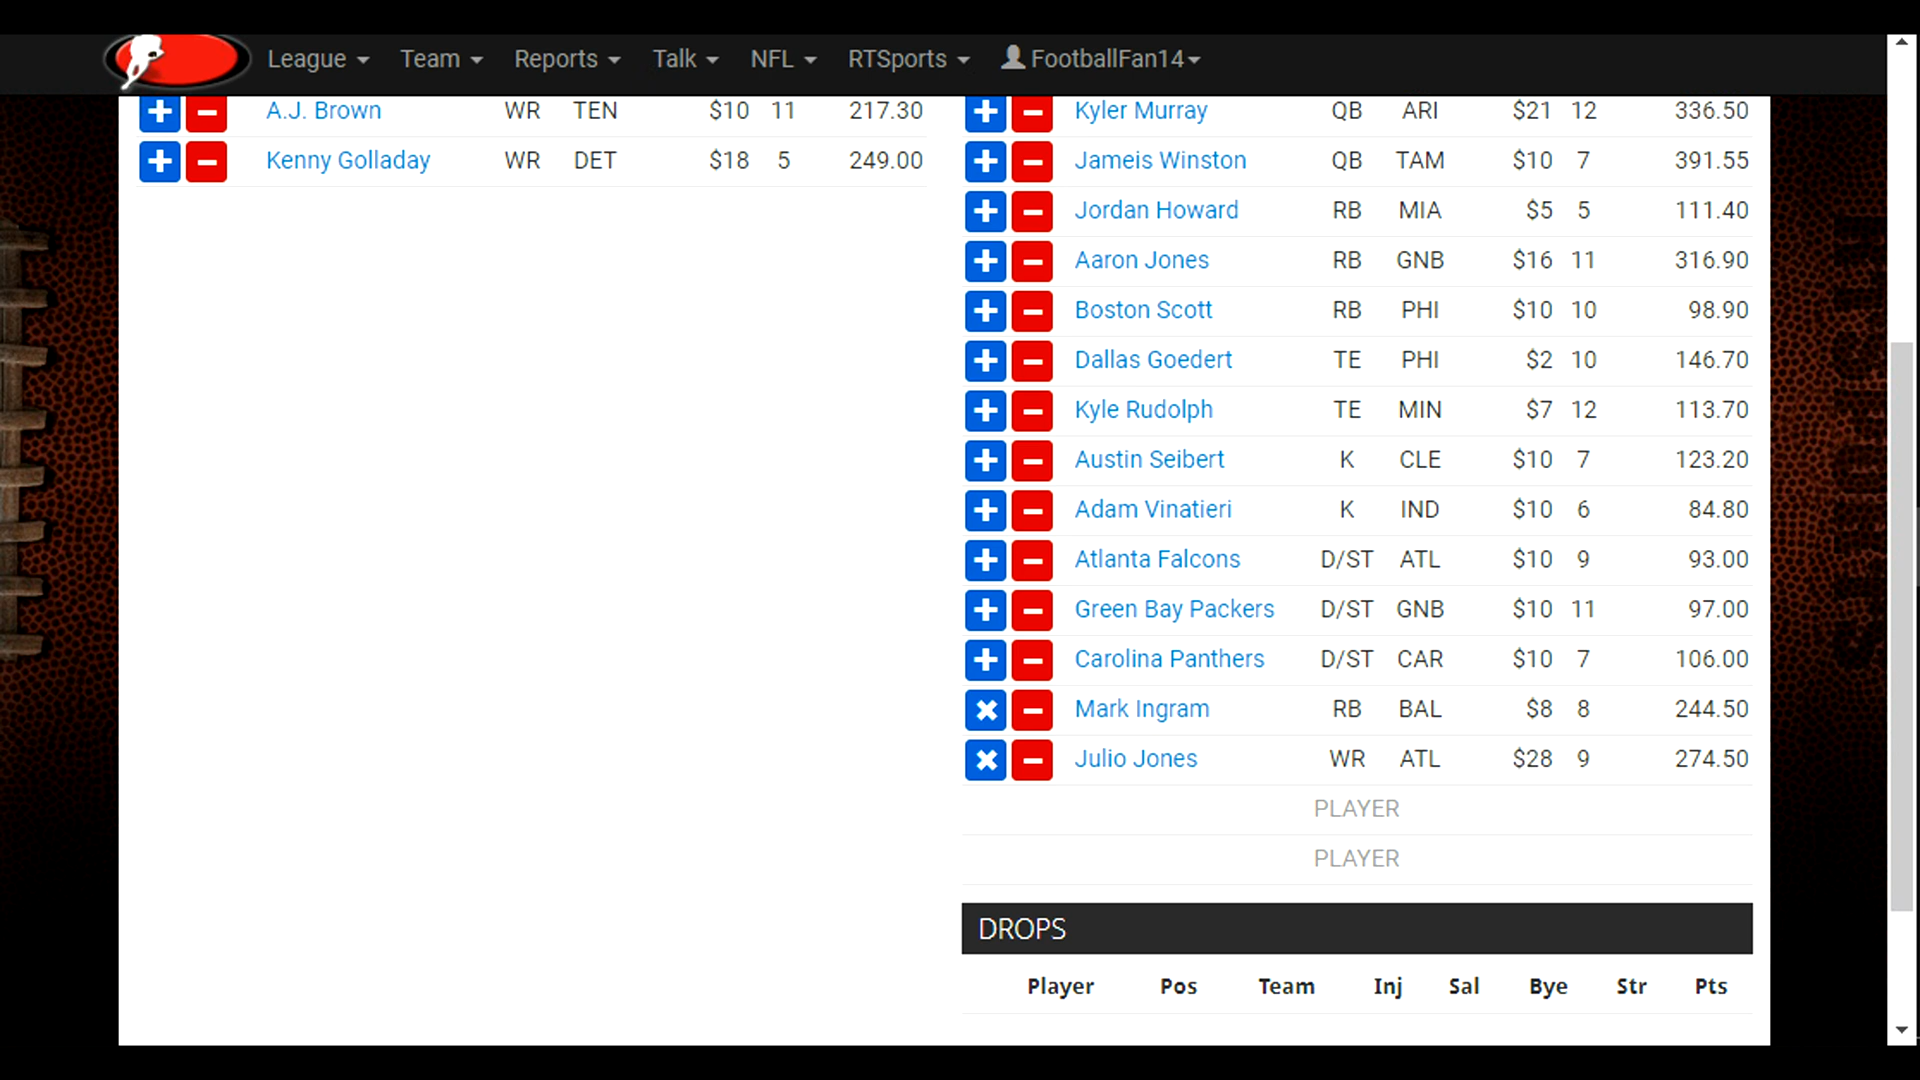 League Team Reports Talk NFL RTSports FootballFan14
A.J. Brown WR TEN $10 11 217.30
Kenny Golladay WR DET $18 5 249.00
Kyler Murray QB ARI $21 12 336.50
Jameis Winston QB TAM $10 7 391.55
Jordan Howard RB MIA $5 5 111.40
Aaron Jones RB GNB $16 11 316.90
Boston Scott RB PHI $10 10 98.90
Dallas Goedert TE PHI $2 10 146.70
Kyle Rudolph TE MIN $7 12 113.70
Austin Seibert K CLE $10 7 123.20
Adam Vinatieri K IND $10 6 84.80
Atlanta Falcons D/ST ATL $10 9 93.00
Green Bay Packers D/ST GNB $10 11 97.00
Carolina Panthers D/ST CAR $10 7 106.00
Mark Ingram RB BAL $8 8 244.50
Julio Jones WR ATL $28 9 274.50
PLAYER
PLAYER
DROPS
Player Pos Team Inj Sal Bye Str Pts